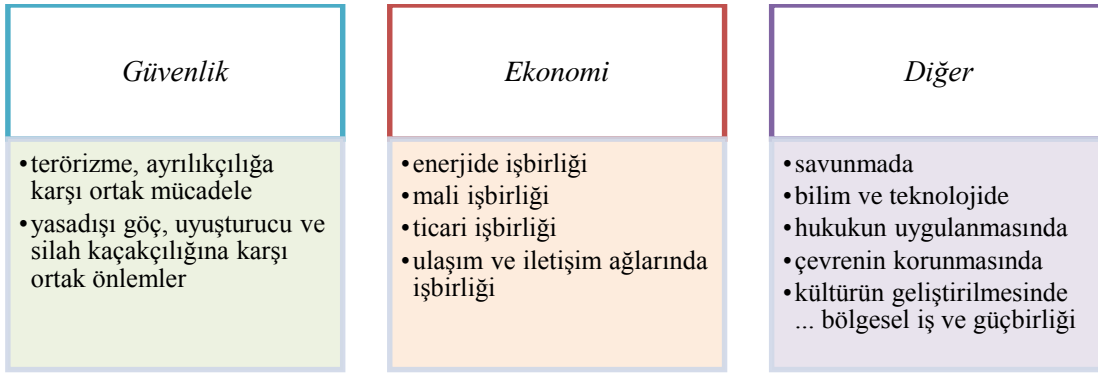 Güvenlik
•terörizme, ayrılıkçılığa
karşı ortak mücadele
•yasadışı göç, uyuşturucu ve
silah kaçakçılığına karşı
ortak önlemler
Ekonomi
•enerjide işbirliği
•mali işbirliği
•ticari işbirliği
•ulaşım ve iletişim ağlarında
işbirliği
Diğer
•savunmada
•bilim ve teknolojide
•hukukun uygulanmasında
•çevrenin korunmasında
•kültürün geliştirilmesinde
... bölgesel iş ve güçbirliği